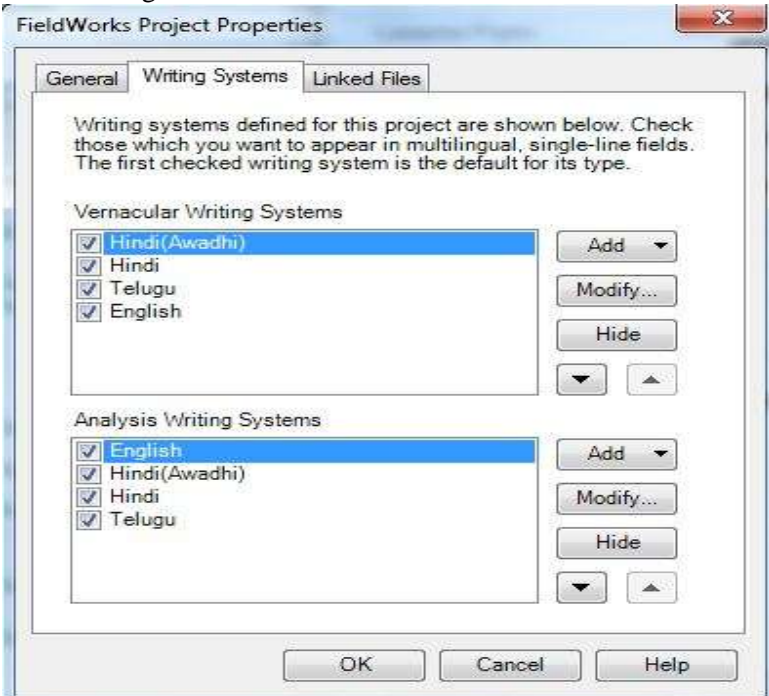 FieldWorks Project Properties
General Writing Systems Linked Files
Writing systems defined for this project are shown below. Check
those which you want to appear in multilingual, single-line fields.
The first checked writing system is the default for its type.
Vernacular Writing Systems
Hindi(Awadhi)
Hindi
Telugu
English
Add
Modify...
Hide
Analysis Writing Systems
English
Hindi(Awadhi)
Hindi
Telugu
Add
Modify...
Hide
OK Cancel Help